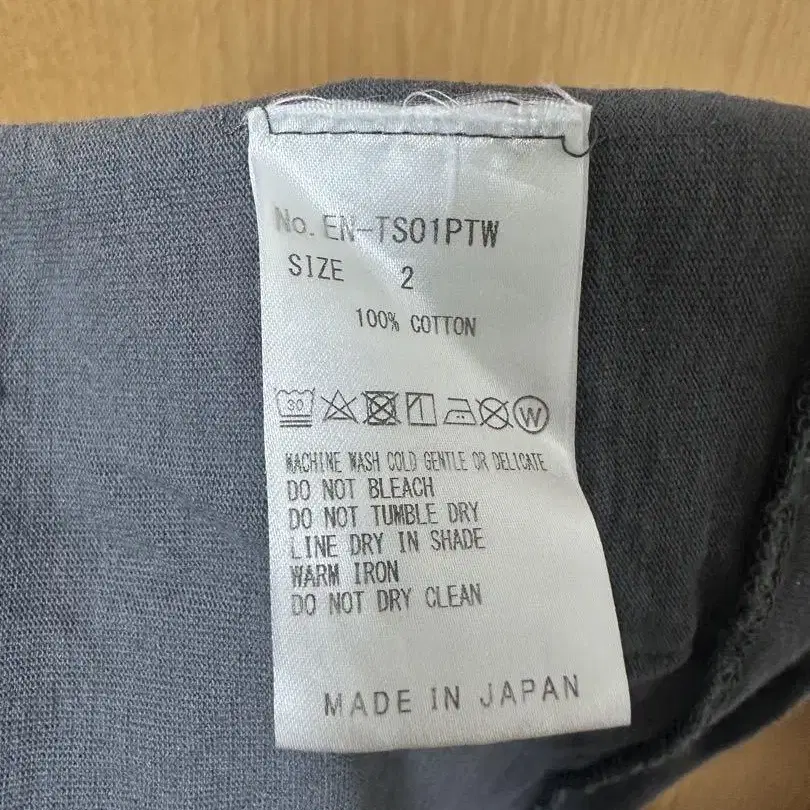 No. EN-TS01PTW
SIZE 2
100% COTTON
30 W
MACHINE WASH COLD GENTLE OR DELICATE
DO NOT BLEACH
DO NOT TUMBLE DRY
LINE DRY IN SHADE
WARM IRON
DO NOT DRY CLEAN
MADE IN JAPAN